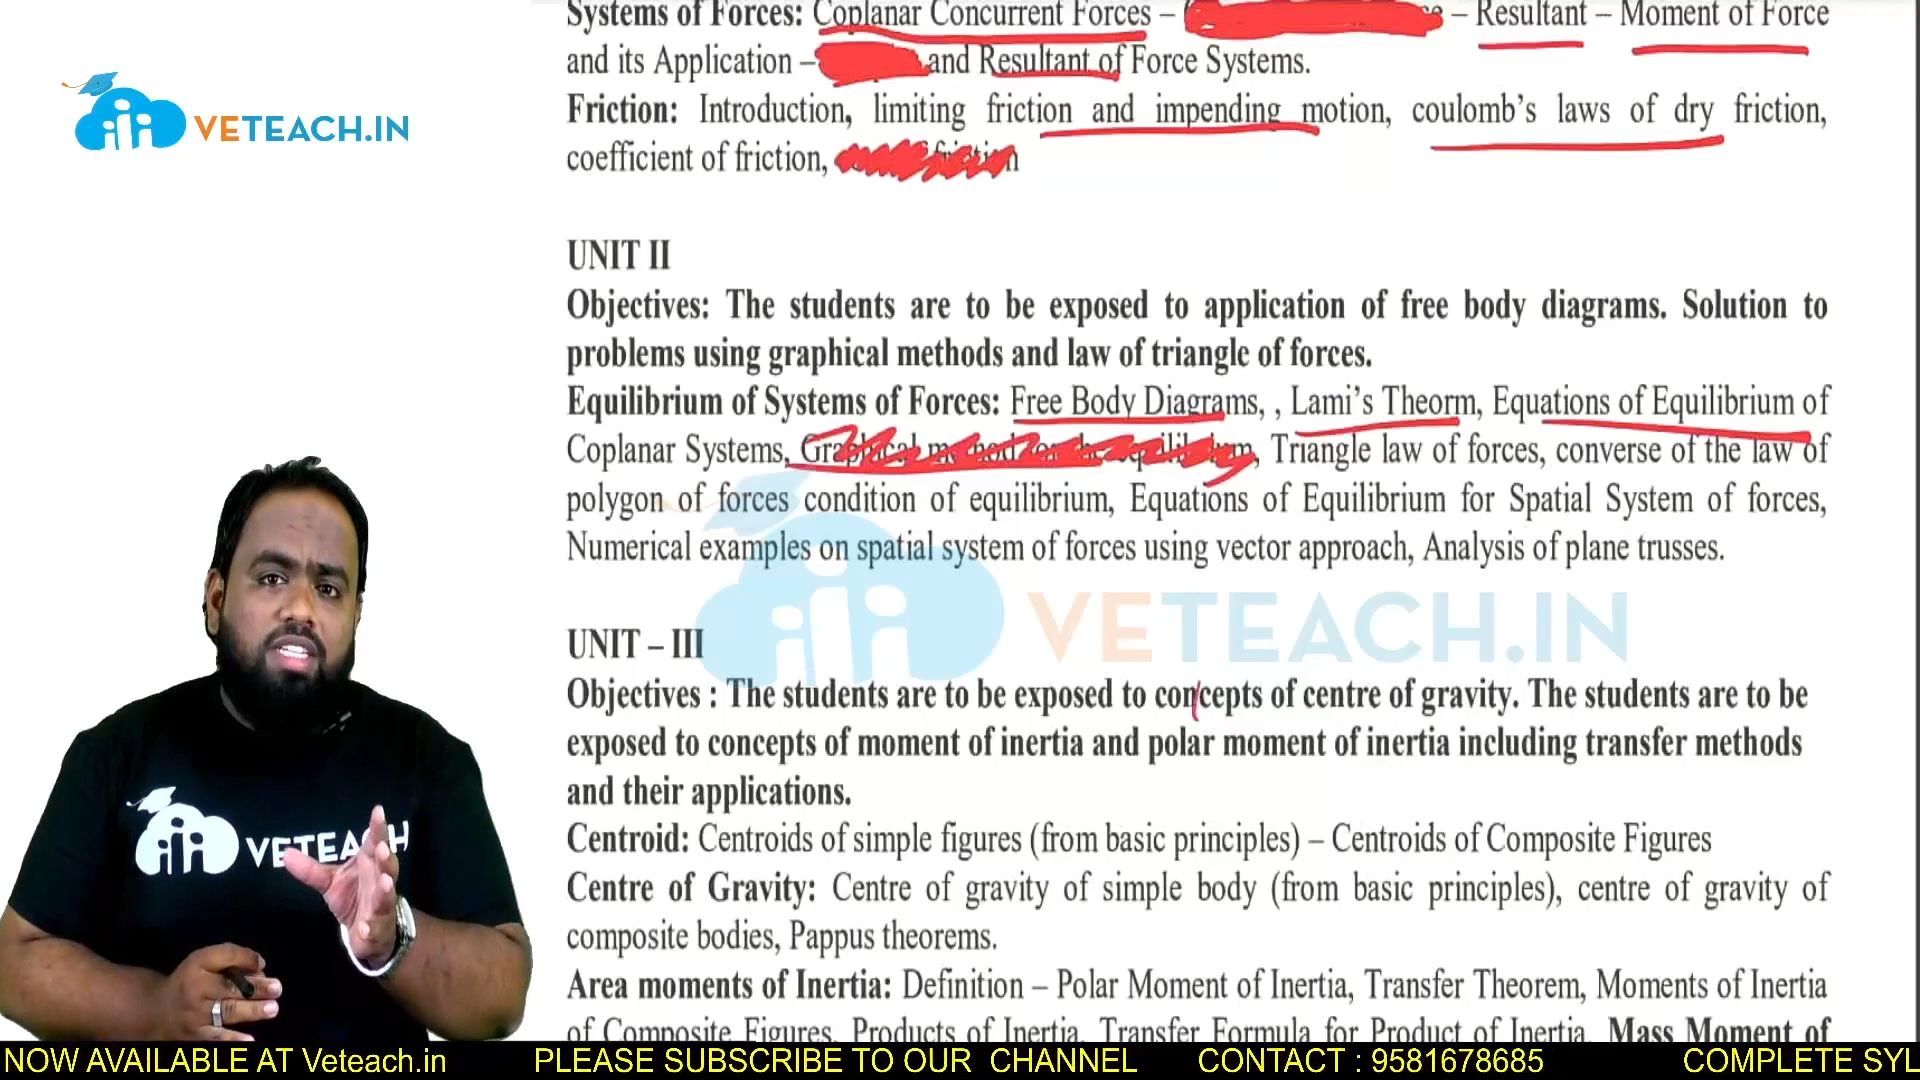 Systems of Forces: Coplanar Concurrent Forces – – Resultant – Moment of Force
and its Application – and Resultant of Force Systems.
VETEACH.IN
Friction: Introduction, limiting friction and impending motion, coulomb's laws of dry friction,
coefficient of friction, friction
UNIT II
Objectives: The students are to be exposed to application of free body diagrams. Solution to
problems using graphical methods and law of triangle of forces.
Equilibrium of Systems of Forces: Free Body Diagrams, , Lami's Theorm, Equations of Equilibrium of
Coplanar Systems, Graphical method for the equilibrium, Triangle law of forces, converse of the law of
polygon of forces condition of equilibrium, Equations of Equilibrium for Spatial System of forces,
Numerical examples on spatial system of forces using vector approach, Analysis of plane trusses.
VETEACH.IN
UNIT – III
Objectives : The students are to be exposed to concepts of centre of gravity. The students are to be
exposed to concepts of moment of inertia and polar moment of inertia including transfer methods
and their applications.
Centroid: Centroids of simple figures (from basic principles) – Centroids of Composite Figures
VETEACH
Centre of Gravity: Centre of gravity of simple body (from basic principles), centre of gravity of
composite bodies, Pappus theorems.
Area moments of Inertia: Definition – Polar Moment of Inertia, Transfer Theorem, Moments of Inertia
of Composite Figures, Products of Inertia, Transfer Formula for Product of Inertia. Mass Moment of
NOW AVAILABLE AT Veteach.in PLEASE SUBSCRIBE TO OUR CHANNEL CONTACT : 9581678685 COMPLETE SYL